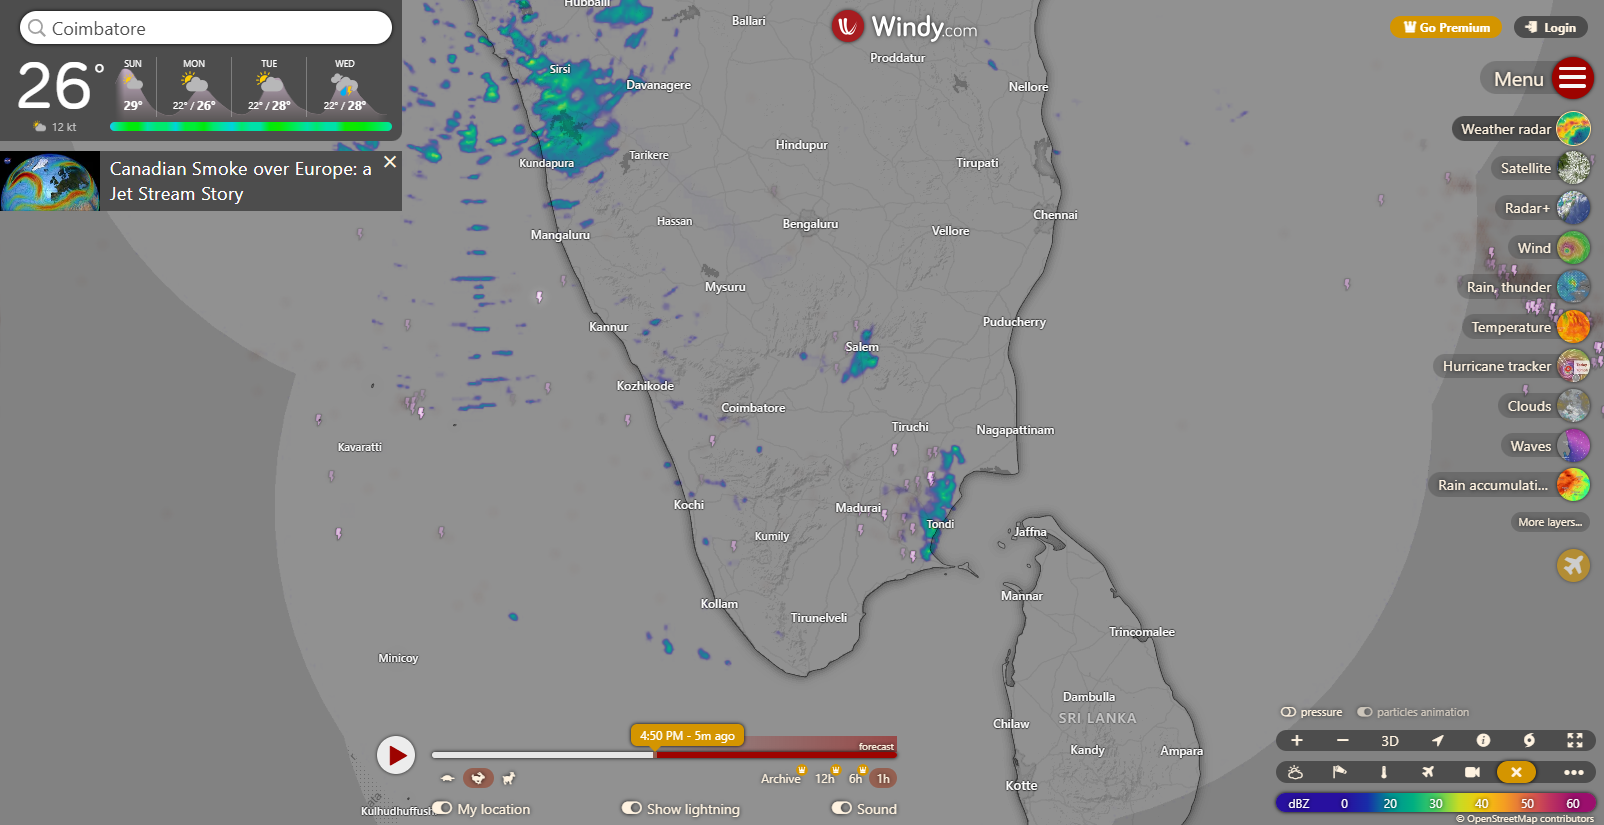 Coimbatore
26°
12 kt
SUN
29°
MON
22° / 26°
TUE
22° / 28°
WED
22° / 28°
Canadian Smoke over Europe: a
Jet Stream Story
Windy.com
Go Premium
Login
Menu
Weather radar
Satellite
Radar+
Wind
Rain, thunder
Temperature
Hurricane tracker
Clouds
Waves
Rain accumulati...
More layers...
Hubballi
Ballari
Proddatur
Sirsi
Davanagere
Nellore
Kundapura
Tarikere
Hindupur
Tirupati
Mangaluru
Hassan
Bengaluru
Vellore
Chennai
Mysuru
Kannur
Puducherry
Salem
Kozhikode
Coimbatore
Tiruchi
Nagapattinam
Kavaratti
Kochi
Madurai
Tondi
Kumily
Jaffna
Mannar
Kollam
Tirunelveli
Trincomalee
Minicoy
Dambulla
SRI LANKA
Chilaw
Kandy
Ampara
Kotte
Kulhudhuffush
4:50 PM - 5m ago
forecast
Archive
12h
6h
1h
My location
Show lightning
Sound
pressure
particles animation
+
−
3D
dBZ
0
20
30
40
50
60
© OpenStreetMap contributors